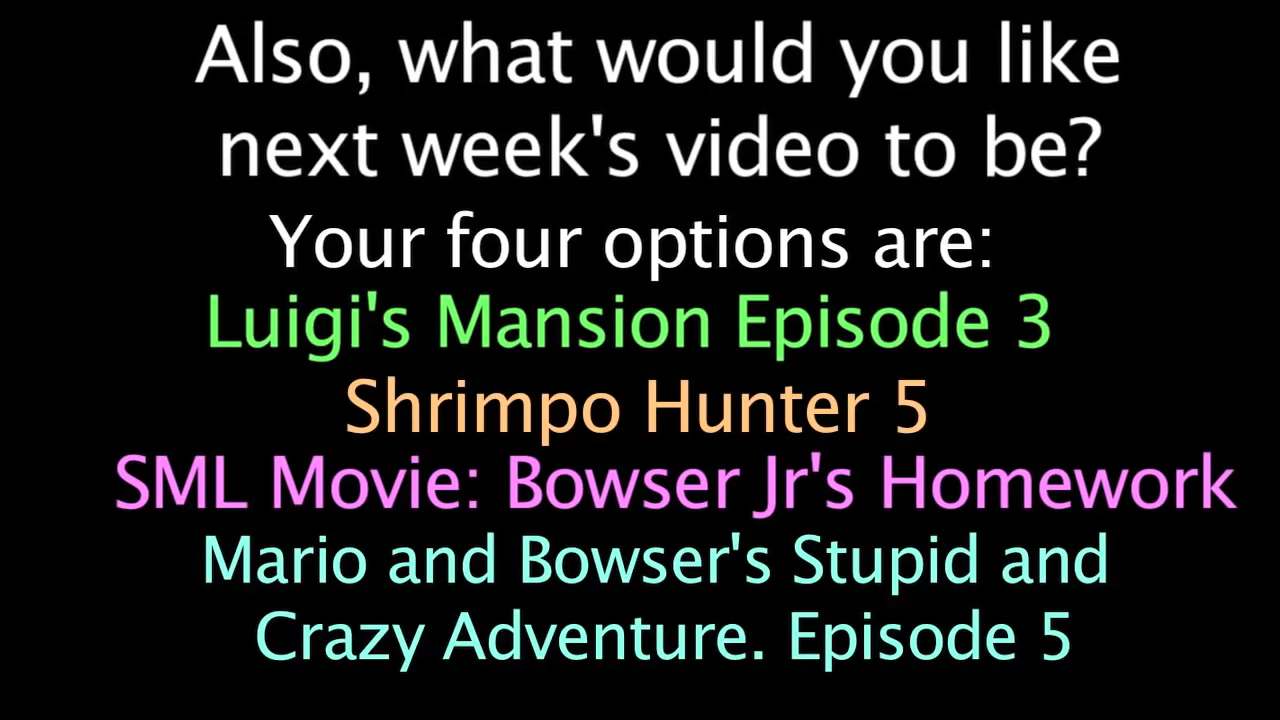 Also, what would you like
next week's video to be?
Your four options are:
Luigi's Mansion Episode 3
Shrimpo Hunter 5
SML Movie: Bowser Jr's Homework
Mario and Bowser's Stupid and
Crazy Adventure. Episode 5